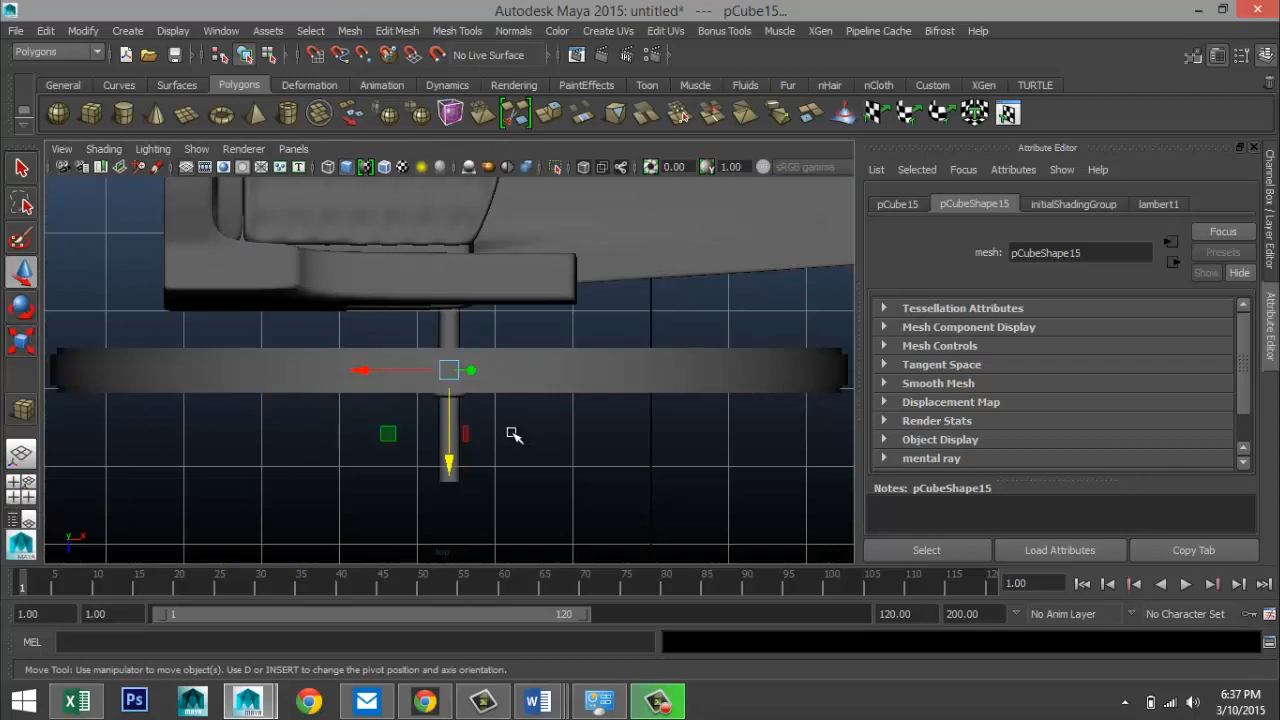 Autodesk Maya 2015: untitled* --- pCube15...
File Edit Modify Create Display Window Assets Select Mesh Edit Mesh Mesh Tools Normals Color Create UVs Edit UVs Bonus Tools Muscle XGen Pipeline Cache Bifrost Help
Polygons No Live Surface
General Curves Surfaces Polygons Deformation Animation Dynamics Rendering PaintEffects Toon Muscle Fluids Fur nHair nCloth Custom XGen TURTLE
View Shading Lighting Show Renderer Panels
0.00 1.00 sRGB gamma
Attribute Editor
List Selected Focus Attributes Show Help
pCube15 pCubeShape15 initialShadingGroup lambert1
Focus
mesh: pCubeShape15 Presets
Show Hide
Tessellation Attributes
Mesh Component Display
Mesh Controls
Tangent Space
Smooth Mesh
Displacement Map
Render Stats
Object Display
mental ray
Notes: pCubeShape15
Select Load Attributes Copy Tab
Channel Box / Layer Editor
Attribute Editor
y x
top
MAYA
1 5 10 15 20 25 30 35 40 45 50 55 60 65 70 75 80 85 90 95 100 105 110 115 12 1.00
1.00 1.00 1 120 120.00 200.00 No Anim Layer No Character Set
MEL
Move Tool: Use manipulator to move object(s). Use D or INSERT to change the pivot position and axis orientation.
6:37 PM
3/10/2015